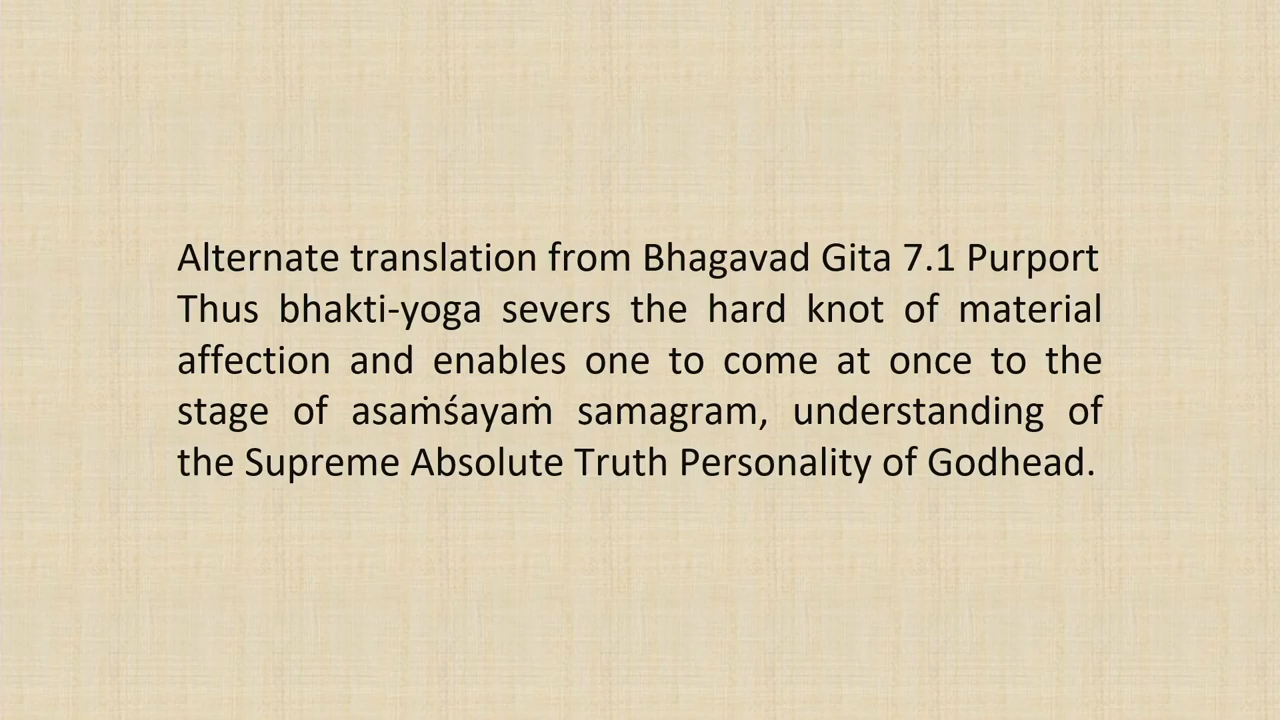 Alternate translation from Bhagavad Gita 7.1 Purport
Thus bhakti-yoga severs the hard knot of material
affection and enables one to come at once to the
stage of asaṁśayaṁ samagram, understanding of
the Supreme Absolute Truth Personality of Godhead.